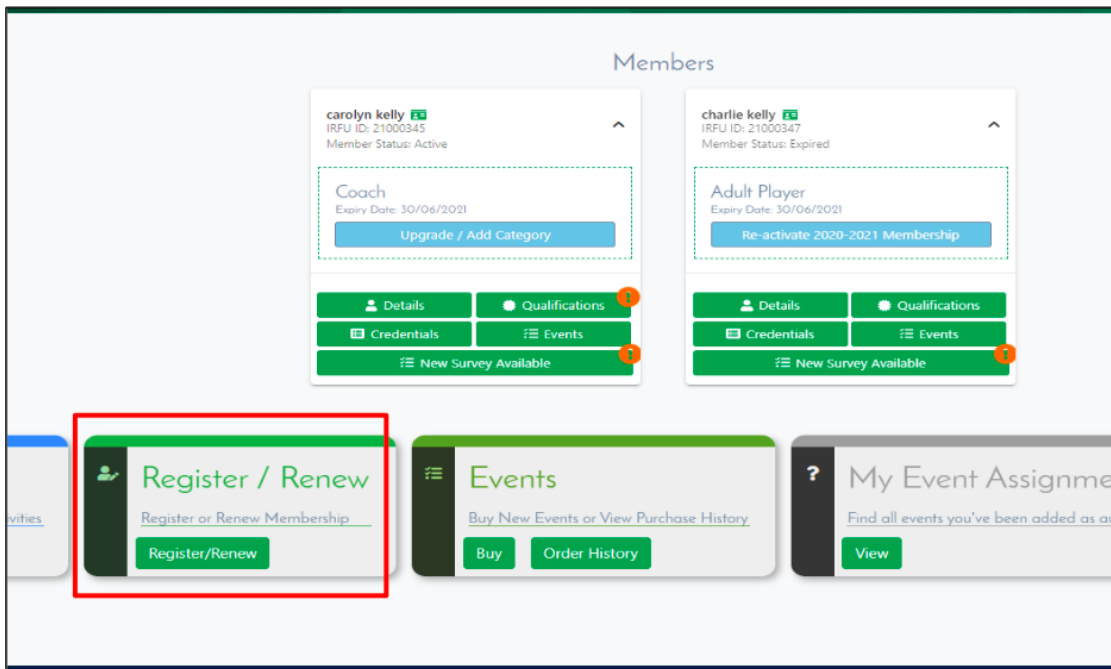 Members
carolyn kelly
IRFU ID: 21000345
Member Status: Active
Coach
Expiry Date: 30/06/2021
Upgrade / Add Category
Details
Qualifications
!
Credentials
Events
New Survey Available
!
charlie kelly
IRFU ID: 21000347
Member Status: Expired
Adult Player
Expiry Date: 30/06/2021
Re-activate 2020-2021 Membership
Details
Qualifications
Credentials
Events
New Survey Available
!
vities
Register / Renew
Register or Renew Membership
Register/Renew
Events
Buy New Events or View Purchase History
Buy
Order History
?
My Event Assignme
Find all events you've been added as an
View